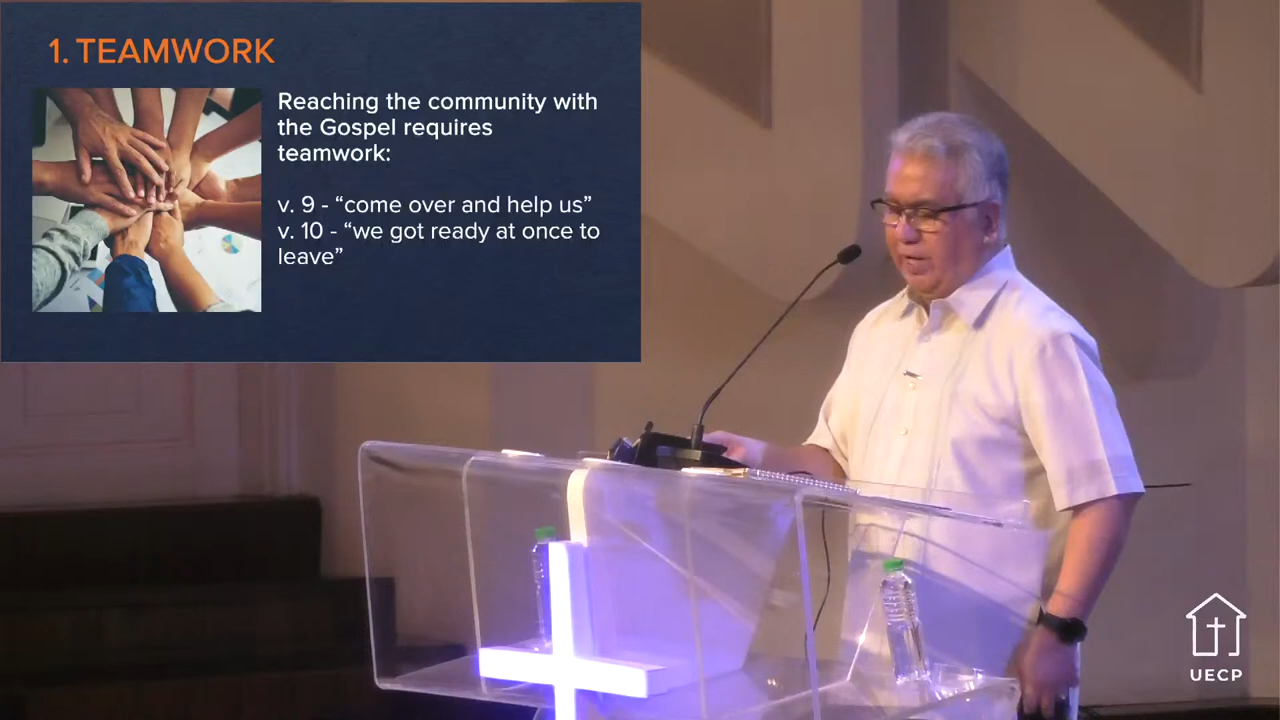 1. TEAMWORK
Reaching the community with
the Gospel requires
teamwork:
v. 9 - “come over and help us”
v. 10 - “we got ready at once to
leave”
UECP